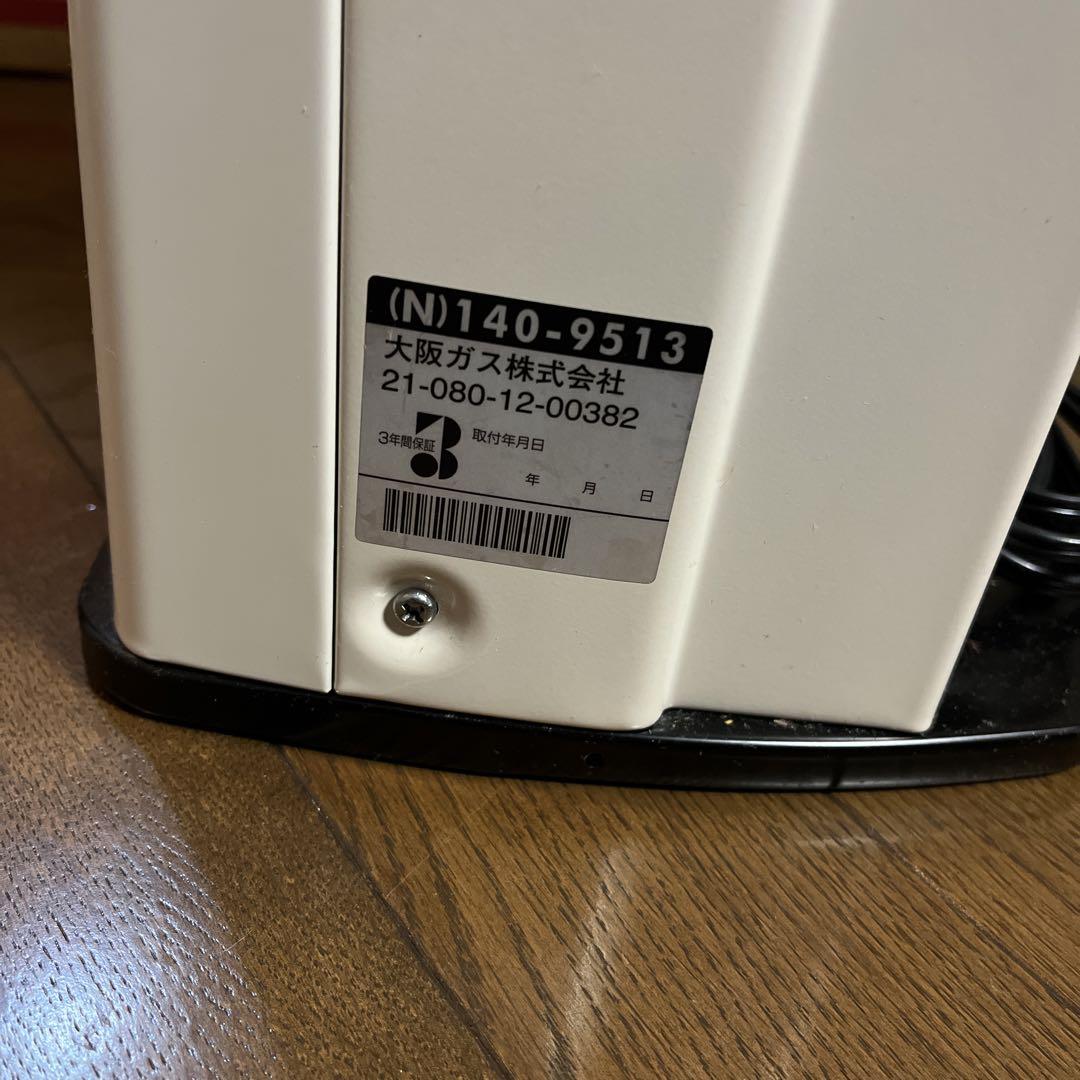 (N)140-9513
大阪ガス株式会社
21-080-12-00382
3年間保証 3 取付年月日
年 月 日